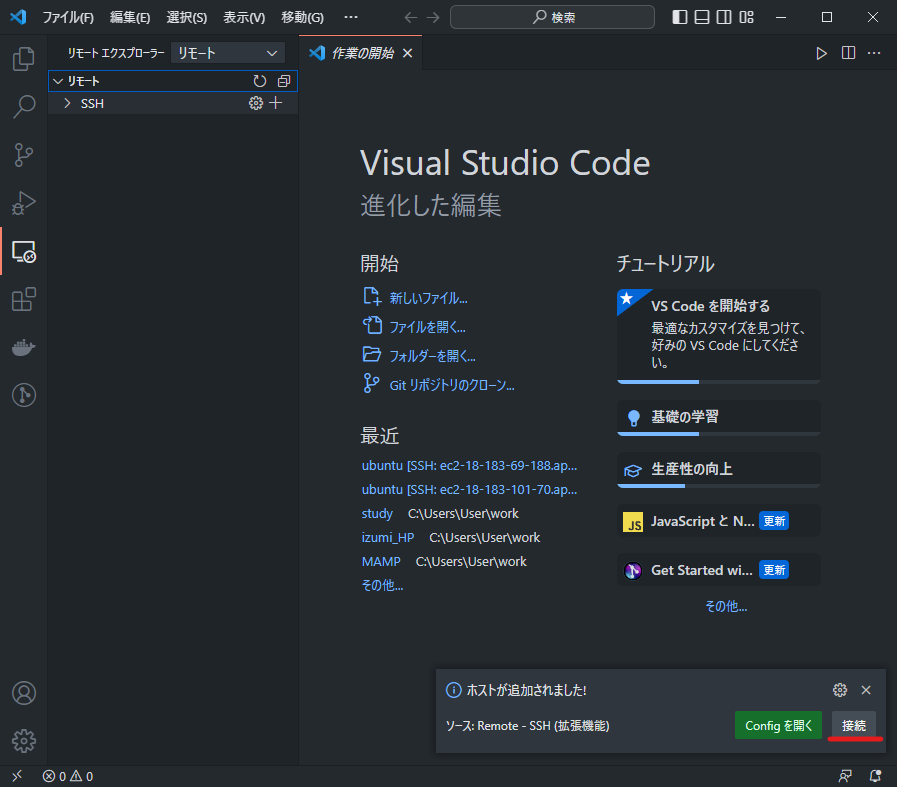 ファイル(F) 編集(E) 選択(S) 表示(V) 移動(G) ··· 検索
リモート エクスプローラー リモート
作業の開始
リモート
SSH
Visual Studio Code
進化した編集
開始
新しいファイル...
ファイルを開く...
フォルダーを開く...
Git リポジトリのクローン...
最近
ubuntu [SSH: ec2-18-183-69-188.ap...
ubuntu [SSH: ec2-18-183-101-70.ap...
study C:\Users\User\work
izumi_HP C:\Users\User\work
MAMP C:\Users\User\work
その他...
チュートリアル
VS Code を開始する
最適なカスタマイズを見つけて、
好みの VS Code にしてくださ
い。
基礎の学習
生産性の向上
JS JavaScript と N... 更新
Get Started wi... 更新
その他...
ホストが追加されました!
ソース: Remote - SSH (拡張機能)
Config を開く 接続
0 0